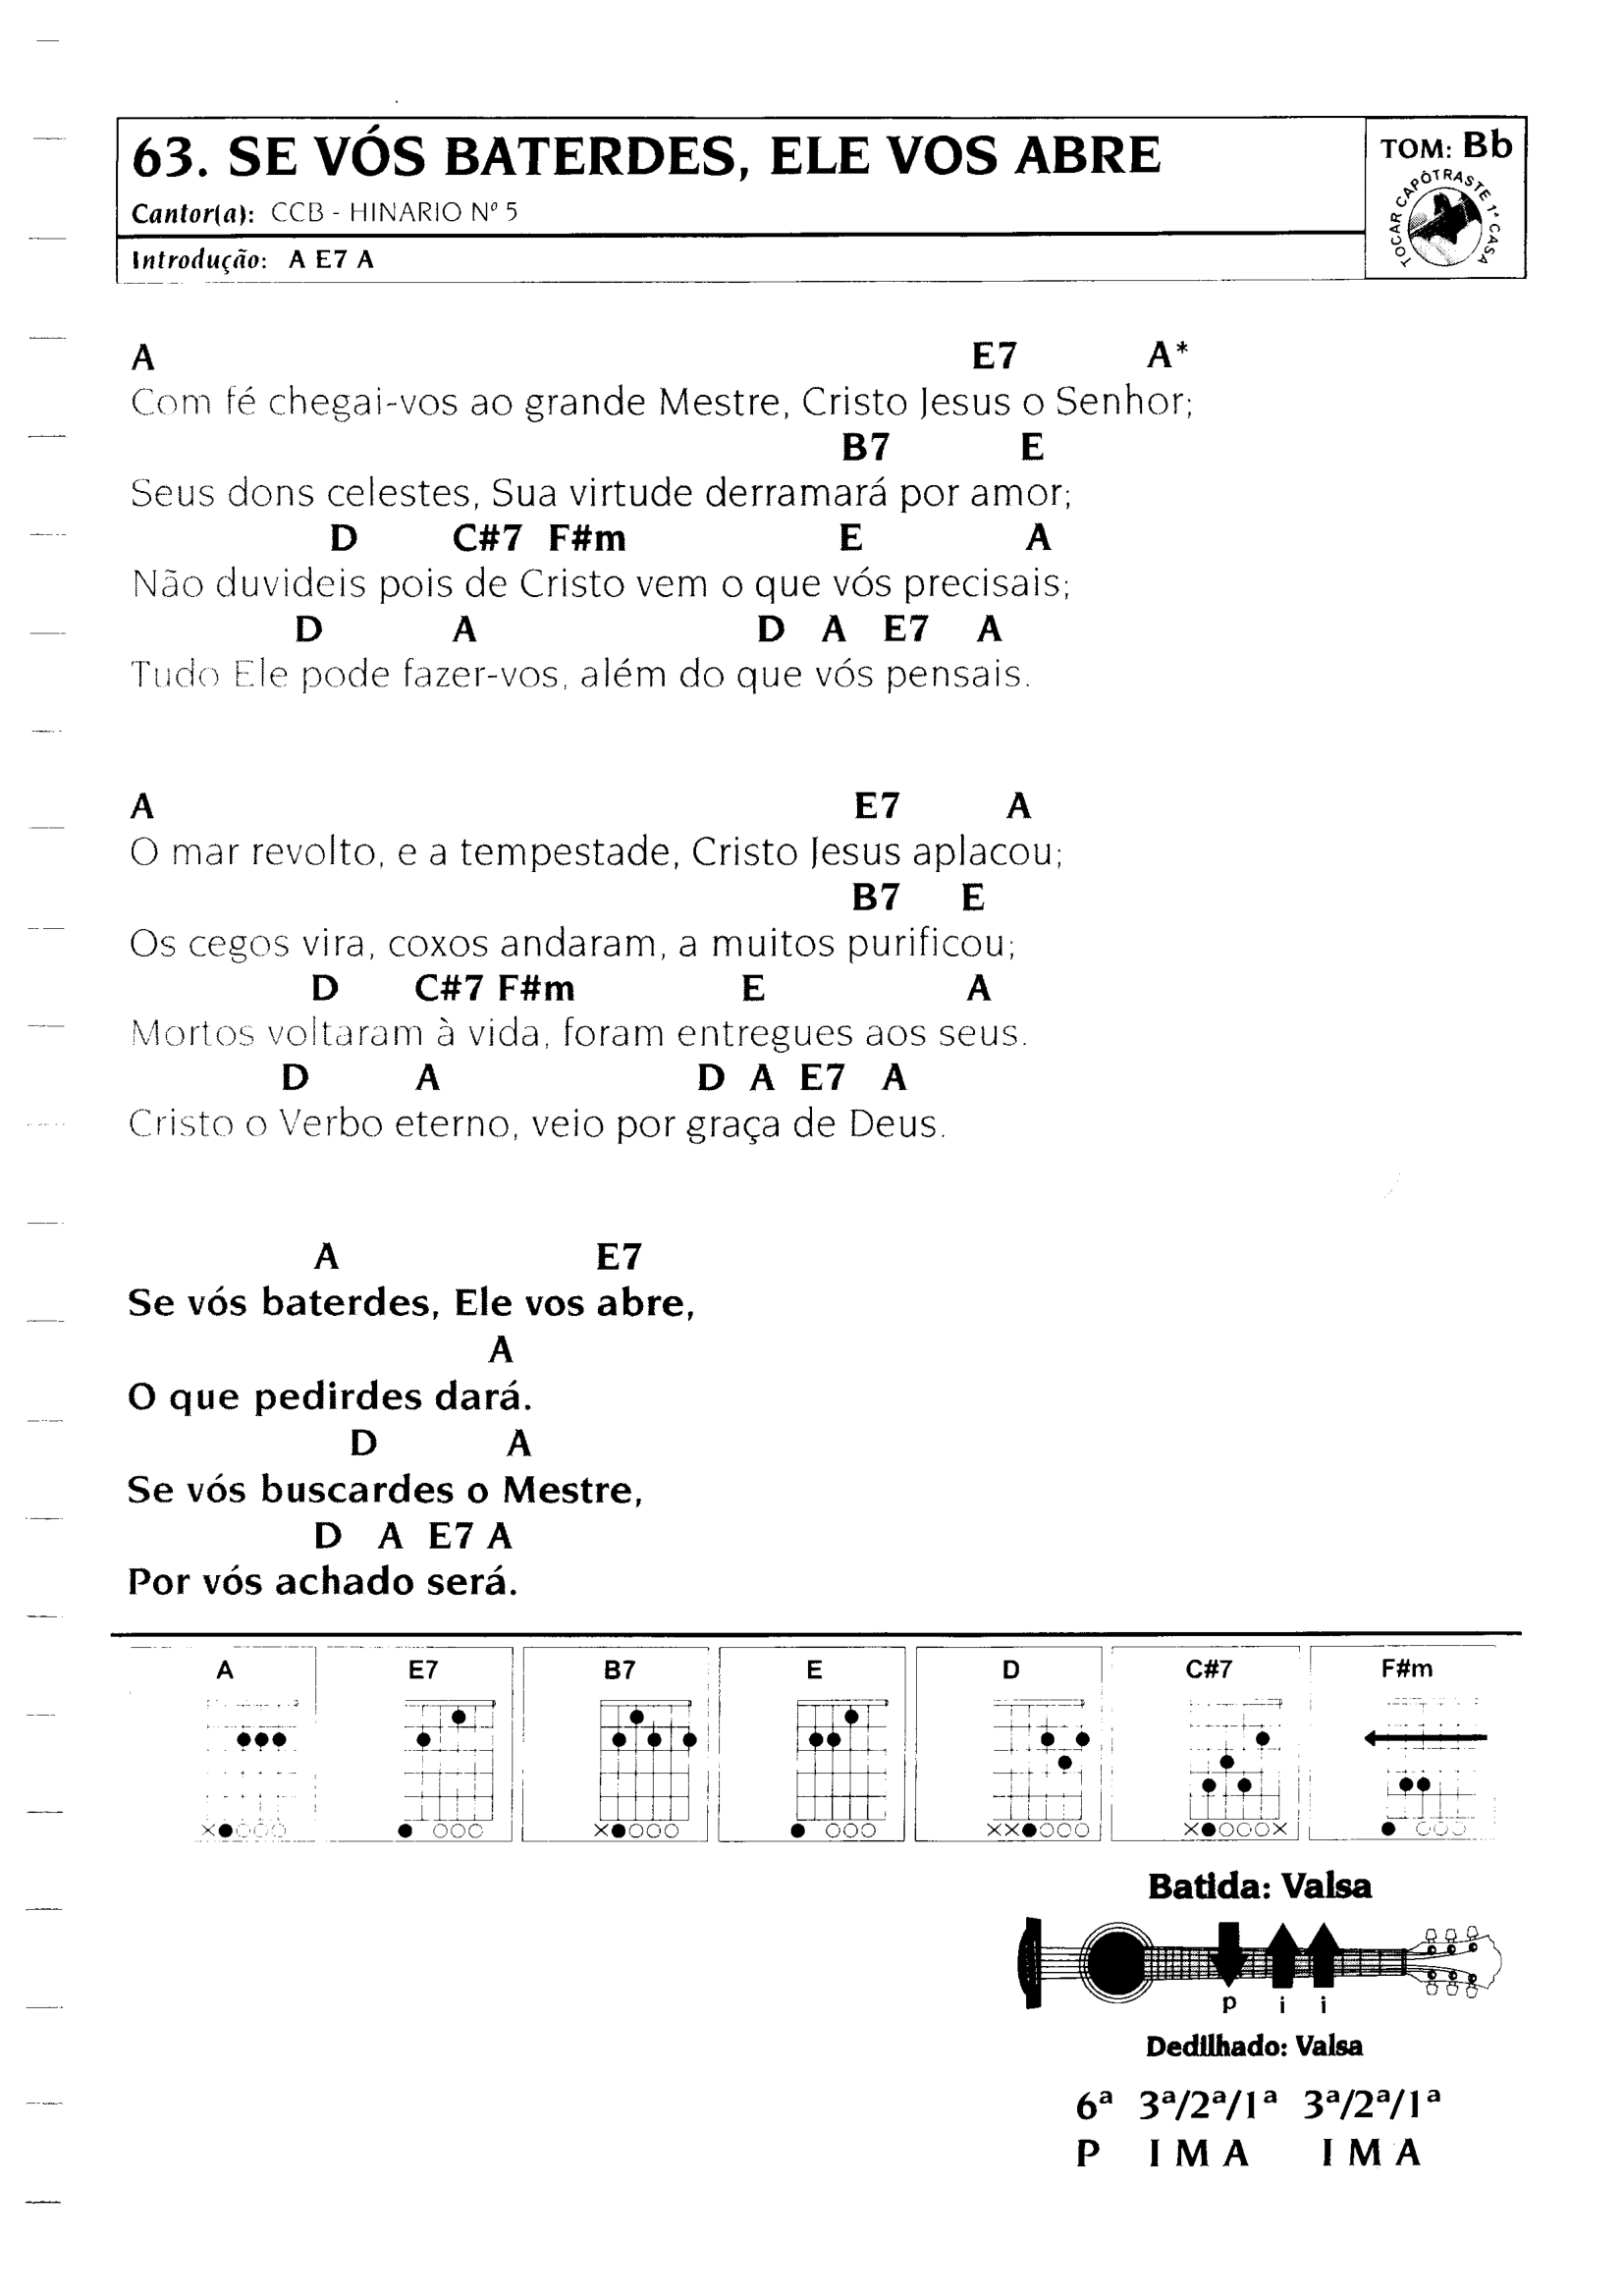 63. SE VÓS BATERDES, ELE VOS ABRE
TOM: Bb
Cantor(a): CCB - HINARIO Nº 5
TOCAR CAPÔTRASTE 1ª CASA
Introdução: A E7 A
A E7 A*
Com fé chegai-vos ao grande Mestre, Cristo Jesus o Senhor;
B7 E
Seus dons celestes, Sua virtude derramará por amor;
D C#7 F#m E A
Não duvideis pois de Cristo vem o que vós precisais;
D A D A E7 A
Tudo Ele pode fazer-vos, além do que vós pensais.
A E7 A
O mar revolto, e a tempestade, Cristo Jesus aplacou;
B7 E
Os cegos vira, coxos andaram, a muitos purificou;
D C#7 F#m E A
Mortos voltaram à vida, foram entregues aos seus.
D A D A E7 A
Cristo o Verbo eterno, veio por graça de Deus.
A E7
Se vós baterdes, Ele vos abre,
A
O que pedirdes dará.
D A
Se vós buscardes o Mestre,
D A E7 A
Por vós achado será.
A E7 B7 E D C#7 F#m
Batida: Valsa
p i i
Dedilhado: Valsa
6ª 3ª/2ª/1ª 3ª/2ª/1ª
P I M A I M A